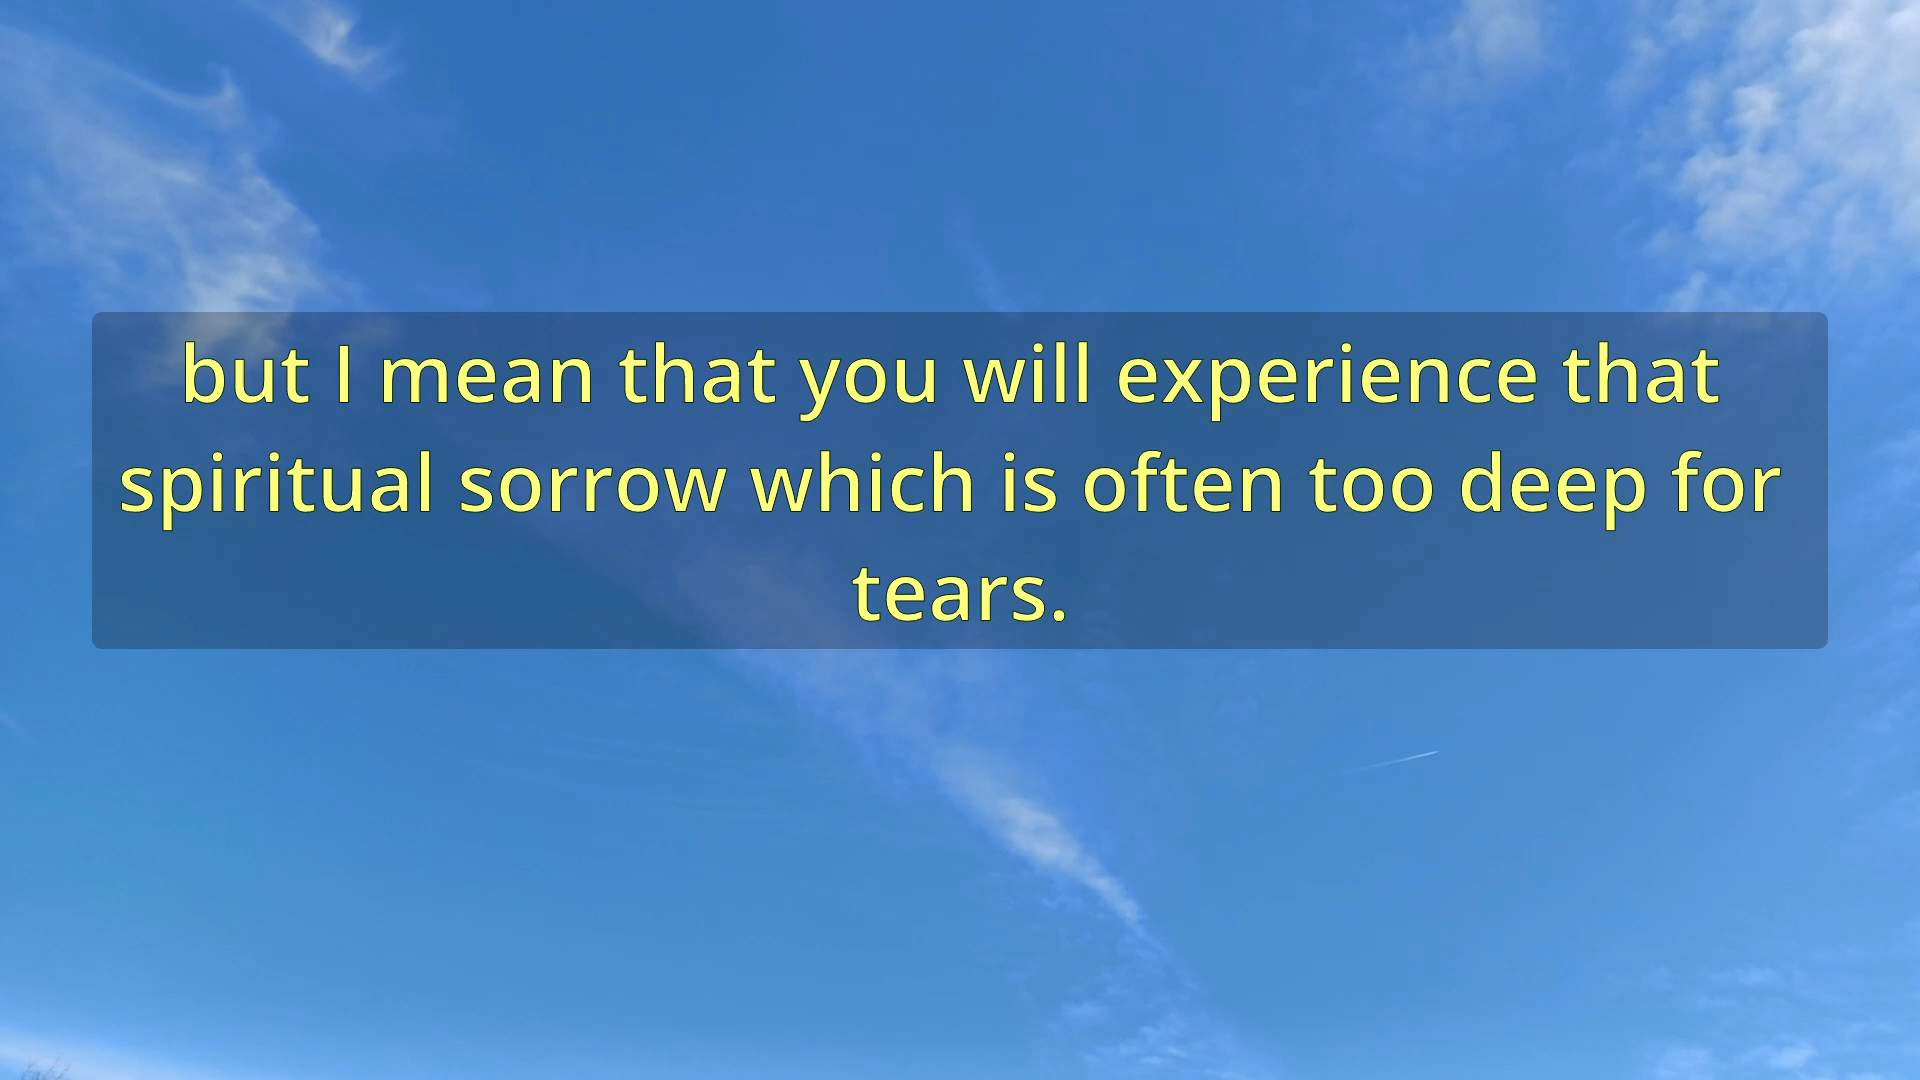 but I mean that you will experience that
spiritual sorrow which is often too deep for
tears.